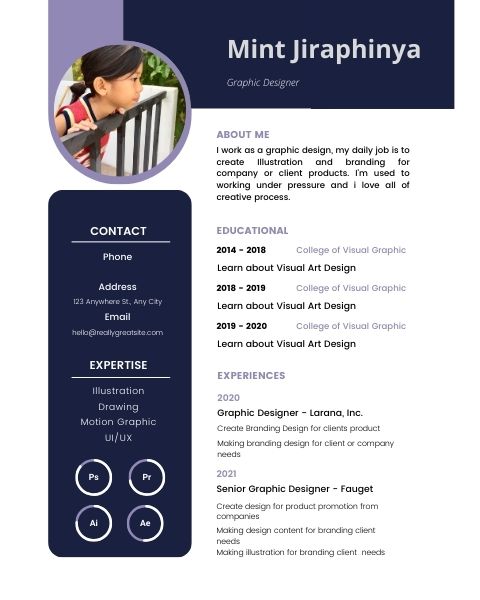 Mint Jiraphinya
Graphic Designer
ABOUT ME
I work as a graphic design, my daily job is to
create Illustration and branding for
company or client products. I'm used to
working under pressure and i love all of
creative process.
EDUCATIONAL
2014 - 2018 College of Visual Graphic
Learn about Visual Art Design
2018 - 2019 College of Visual Graphic
Learn about Visual Art Design
2019 - 2020 College of Visual Graphic
Learn about Visual Art Design
EXPERIENCES
2020
Graphic Designer - Larana, Inc.
Create Branding Design for clients product
Making branding design for client or company
needs
2021
Senior Graphic Designer - Fauget
Create design for product promotion from
companies
Making design content for branding client
needs
Making illustration for branding client . needs
CONTACT
Phone
Address
123 Anywhere St., Any City
Email
hello@reallygreatsite.com
EXPERTISE
Illustration
Drawing
Motion Graphic
UI/UX
Ps Pr
Ai Ae